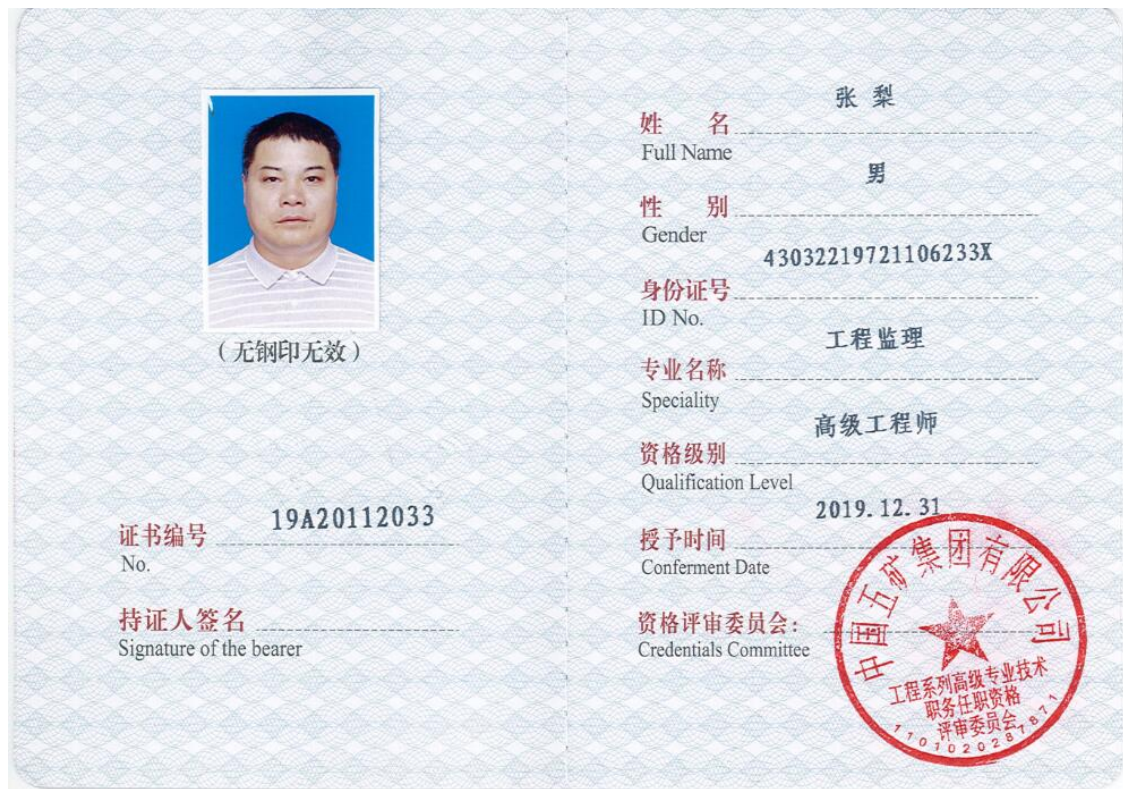 （无钢印无效）
证书编号 19A20112033
No.
持证人签名
Signature of the bearer
张梨
姓 名
Full Name
男
性 别
Gender
43032219721106233X
身份证号
ID No.
工程监理
专业名称
Speciality
高级工程师
资格级别
Qualification Level
2019.12.31
授予时间
Conferment Date
资格评审委员会：
Credentials Committee
中国五矿集团有限公司
工程系列高级专业技术
职务任职资格
评审委员会
1101020287871